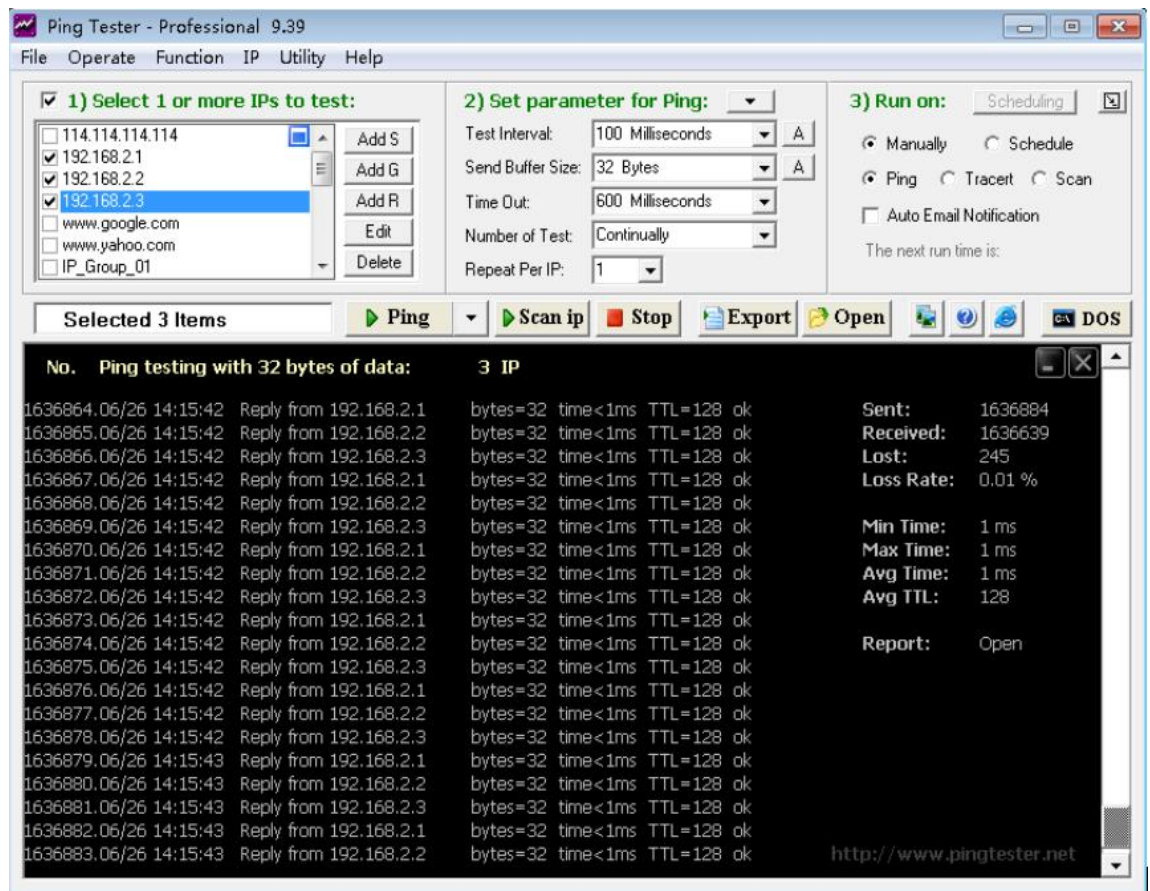 Ping Tester - Professional 9.39
File Operate Function IP Utility Help
1) Select 1 or more IPs to test:
114.114.114.114
192.168.2.1
192.168.2.2
192.168.2.3
www.google.com
www.yahoo.com
IP_Group_01
Add S
Add G
Add R
Edit
Delete
2) Set parameter for Ping:
Test Interval: 100 Milliseconds A
Send Buffer Size: 32 Bytes A
Time Out: 600 Milliseconds
Number of Test: Continually
Repeat Per IP: 1
3) Run on: Scheduling
Manually Schedule
Ping Tracert Scan
Auto Email Notification
The next run time is:
Selected 3 Items Ping Scan ip Stop Export Open DOS
No. Ping testing with 32 bytes of data: 3 IP
1636864.06/26 14:15:42 Reply from 192.168.2.1 bytes=32 time<1ms TTL=128 ok
1636865.06/26 14:15:42 Reply from 192.168.2.2 bytes=32 time<1ms TTL=128 ok
1636866.06/26 14:15:42 Reply from 192.168.2.3 bytes=32 time<1ms TTL=128 ok
1636867.06/26 14:15:42 Reply from 192.168.2.1 bytes=32 time<1ms TTL=128 ok
1636868.06/26 14:15:42 Reply from 192.168.2.2 bytes=32 time<1ms TTL=128 ok
1636869.06/26 14:15:42 Reply from 192.168.2.3 bytes=32 time<1ms TTL=128 ok
1636870.06/26 14:15:42 Reply from 192.168.2.1 bytes=32 time<1ms TTL=128 ok
1636871.06/26 14:15:42 Reply from 192.168.2.2 bytes=32 time<1ms TTL=128 ok
1636872.06/26 14:15:42 Reply from 192.168.2.3 bytes=32 time<1ms TTL=128 ok
1636873.06/26 14:15:42 Reply from 192.168.2.1 bytes=32 time<1ms TTL=128 ok
1636874.06/26 14:15:42 Reply from 192.168.2.2 bytes=32 time<1ms TTL=128 ok
1636875.06/26 14:15:42 Reply from 192.168.2.3 bytes=32 time<1ms TTL=128 ok
1636876.06/26 14:15:42 Reply from 192.168.2.1 bytes=32 time<1ms TTL=128 ok
1636877.06/26 14:15:42 Reply from 192.168.2.2 bytes=32 time<1ms TTL=128 ok
1636878.06/26 14:15:42 Reply from 192.168.2.3 bytes=32 time<1ms TTL=128 ok
1636879.06/26 14:15:43 Reply from 192.168.2.1 bytes=32 time<1ms TTL=128 ok
1636880.06/26 14:15:43 Reply from 192.168.2.2 bytes=32 time<1ms TTL=128 ok
1636881.06/26 14:15:43 Reply from 192.168.2.3 bytes=32 time<1ms TTL=128 ok
1636882.06/26 14:15:43 Reply from 192.168.2.1 bytes=32 time<1ms TTL=128 ok
1636883.06/26 14:15:43 Reply from 192.168.2.2 bytes=32 time<1ms TTL=128 ok
Sent: 1636884
Received: 1636639
Lost: 245
Loss Rate: 0.01 %
Min Time: 1 ms
Max Time: 1 ms
Avg Time: 1 ms
Avg TTL: 128
Report: Open
http://www.pingtester.net